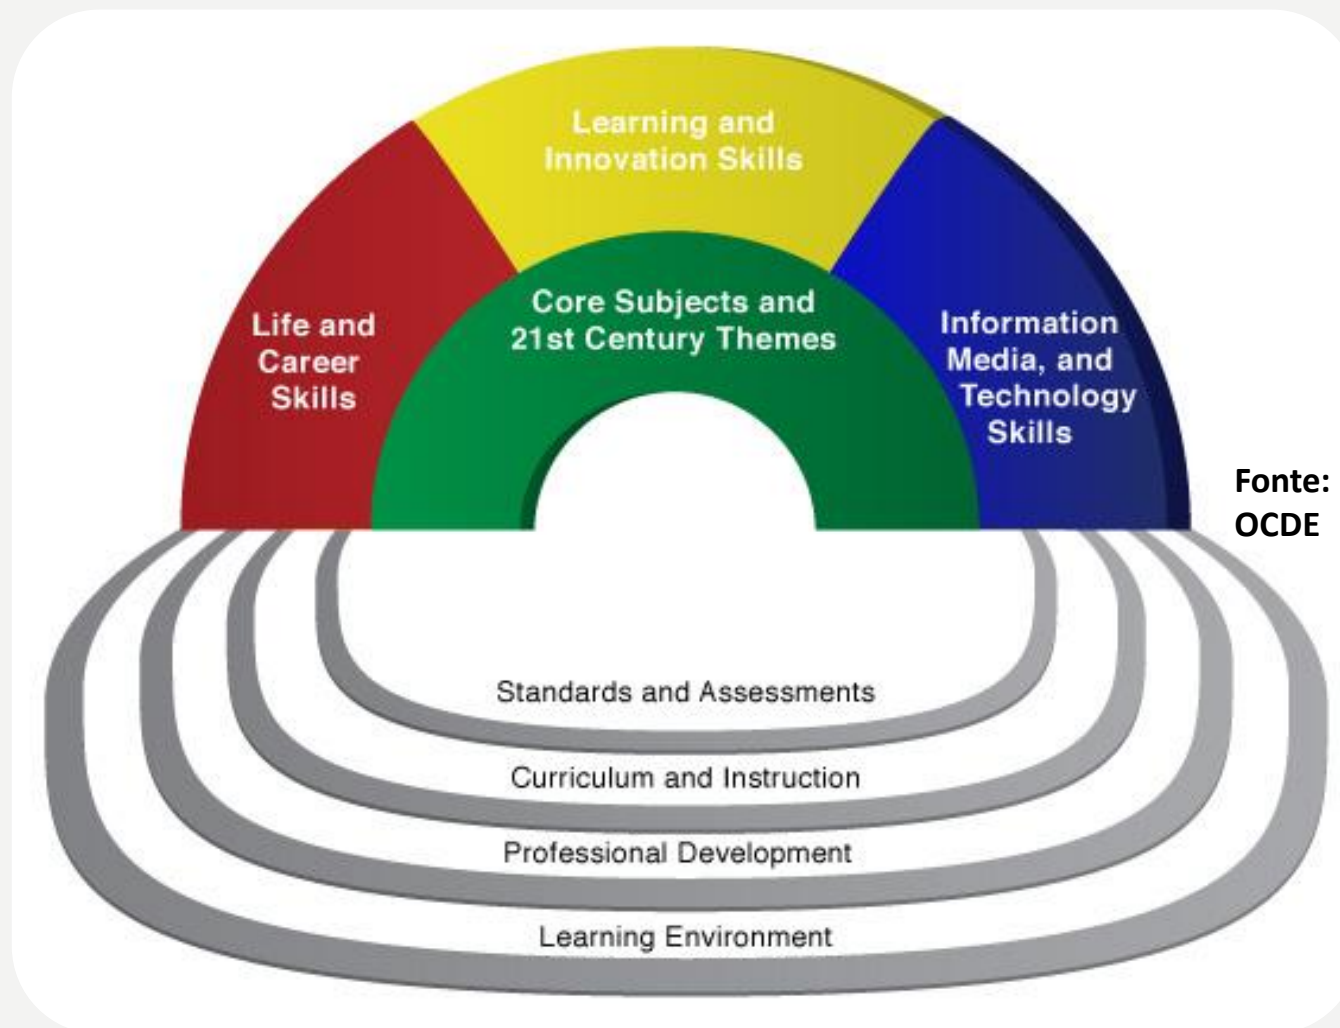 Learning and
Innovation Skills
Core Subjects and
21st Century Themes
Life and
Career
Skills
Information
Media, and
Technology
Skills
Fonte:
OCDE
Standards and Assessments
Curriculum and Instruction
Professional Development
Learning Environment